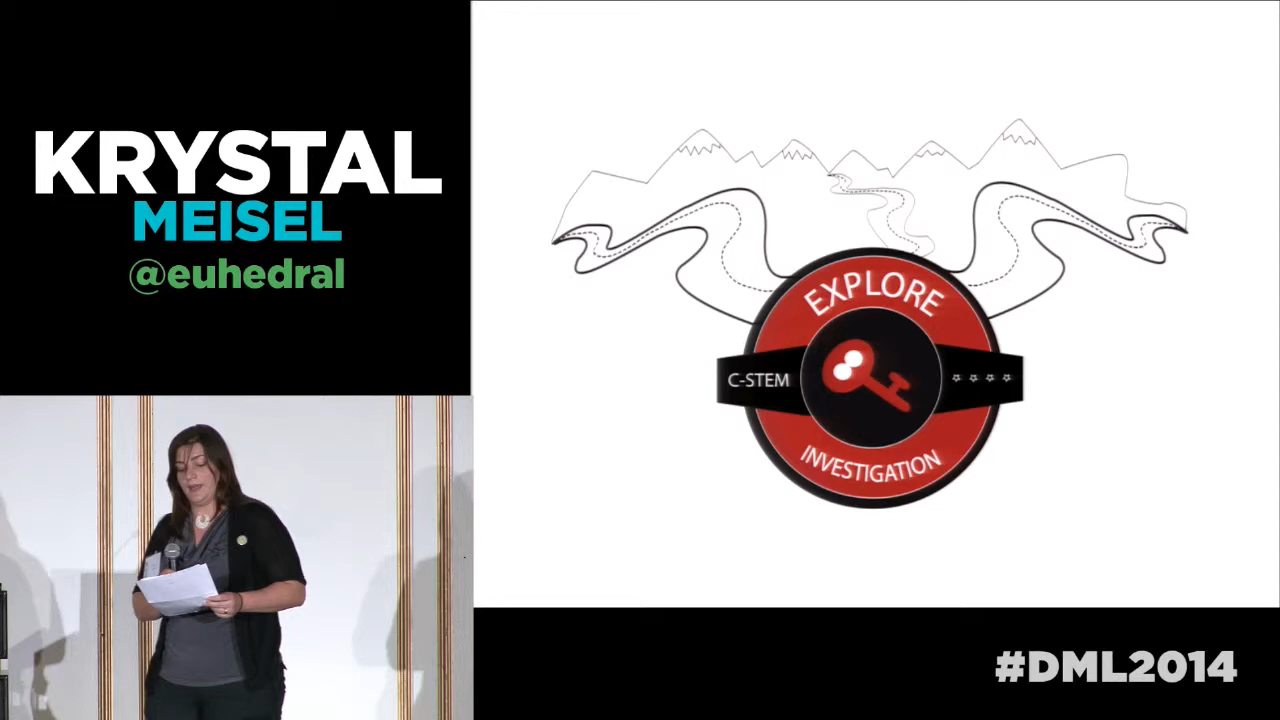 KRYSTAL
MEISEL
@euhedral
EXPLORE
C-STEM
INVESTIGATION
#DML2014